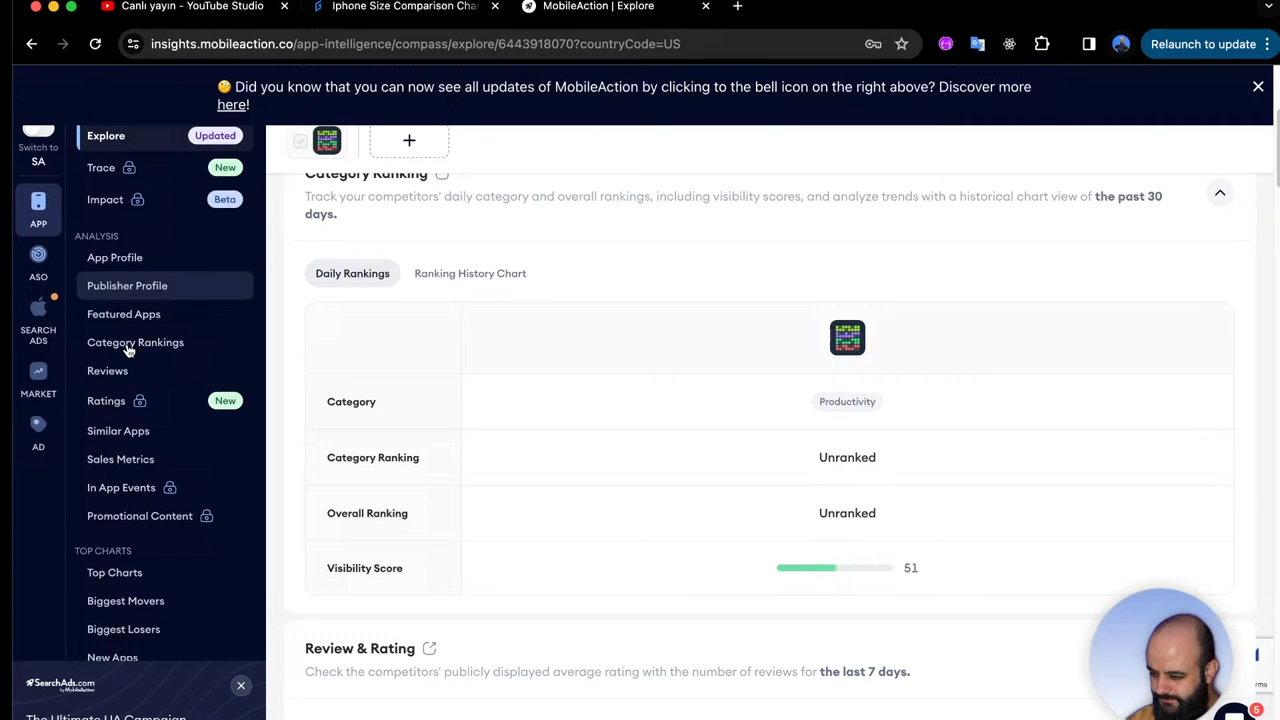 Canlı yayın - YouTube Studio
Iphone Size Comparison Cha
MobileAction | Explore
insights.mobileaction.co/app-intelligence/compass/explore/6443918070?countryCode=US
Relaunch to update
🤔 Did you know that you can now see all updates of MobileAction by clicking to the bell icon on the right above? Discover more
here!
Switch to
SA
APP
ASO
SEARCH
ADS
MARKET
AD
Explore Updated
Trace New
Impact Beta
ANALYSIS
App Profile
Publisher Profile
Featured Apps
Category Rankings
Reviews
Ratings New
Similar Apps
Sales Metrics
In App Events
Promotional Content
TOP CHARTS
Top Charts
Biggest Movers
Biggest Losers
New Apps
SearchAds.com
by MobileAction
The Ultimate UA Campaign
Category Ranking
Track your competitors' daily category and overall rankings, including visibility scores, and analyze trends with a historical chart view of the past 30
days.
Daily Rankings Ranking History Chart
Category Productivity
Category Ranking Unranked
Overall Ranking Unranked
Visibility Score 51
Review & Rating
Check the competitors' publicly displayed average rating with the number of reviews for the last 7 days.
5